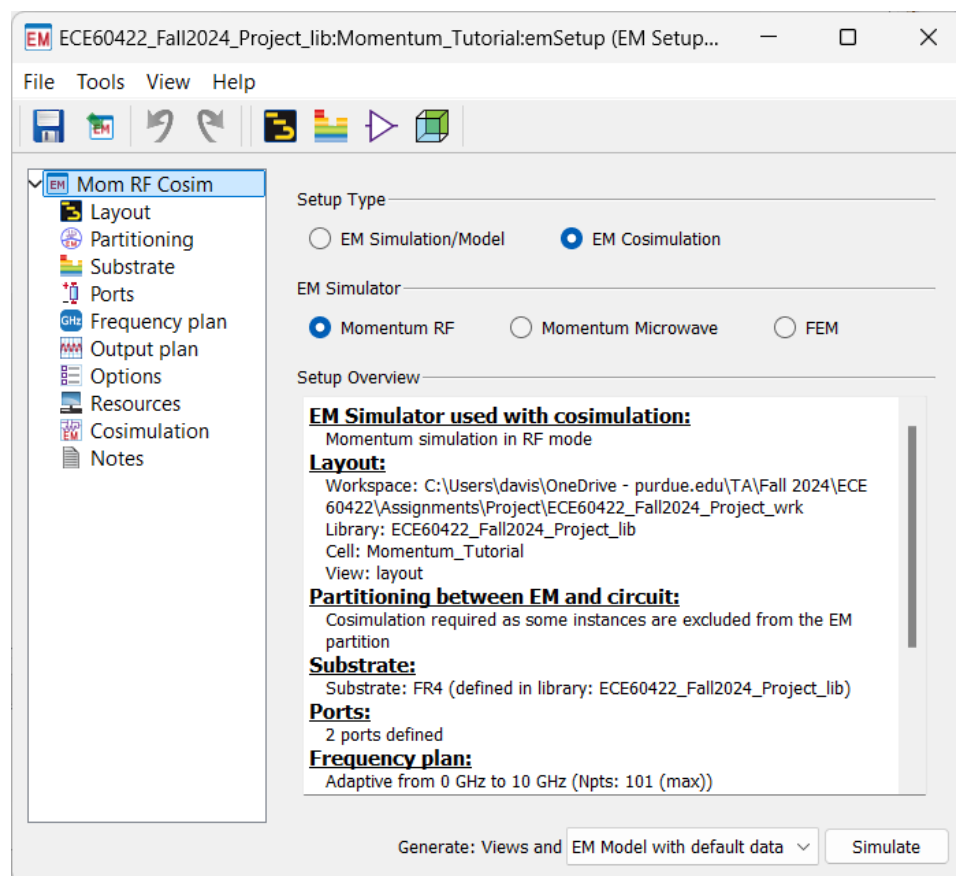 EM ECE60422_Fall2024_Project_lib:Momentum_Tutorial:emSetup (EM Setup...
File Tools View Help
EM
EM Mom RF Cosim
Layout
Partitioning
Substrate
Ports
GHz Frequency plan
Output plan
Options
Resources
EM Cosimulation
Notes
Setup Type
EM Simulation/Model EM Cosimulation
EM Simulator
Momentum RF Momentum Microwave FEM
Setup Overview
EM Simulator used with cosimulation:
Momentum simulation in RF mode
Layout:
Workspace: C:\Users\davis\OneDrive - purdue.edu\TA\Fall 2024\ECE
60422\Assignments\Project\ECE60422_Fall2024_Project_wrk
Library: ECE60422_Fall2024_Project_lib
Cell: Momentum_Tutorial
View: layout
Partitioning between EM and circuit:
Cosimulation required as some instances are excluded from the EM
partition
Substrate:
Substrate: FR4 (defined in library: ECE60422_Fall2024_Project_lib)
Ports:
2 ports defined
Frequency plan:
Adaptive from 0 GHz to 10 GHz (Npts: 101 (max))
Generate: Views and EM Model with default data Simulate